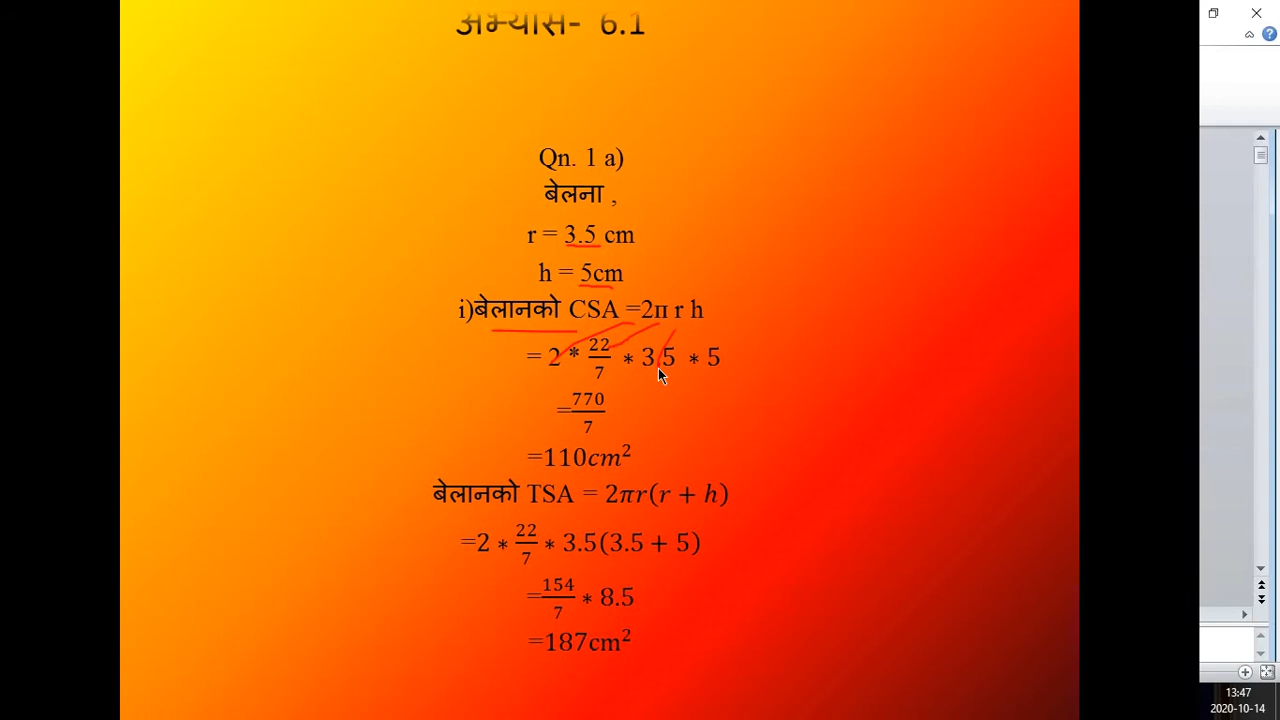 अभ्यास- 6.1
Qn. 1 a)
बेलना ,
r = 3.5 cm
h = 5cm
i)बेलानको CSA =2п r h
= 2 * 22/7 * 3.5 * 5
=770/7
=110cm²
बेलानको TSA = 2πr(r + h)
=2 * 22/7 * 3.5(3.5 + 5)
=154/7 * 8.5
=187cm²
13:47
2020-10-14